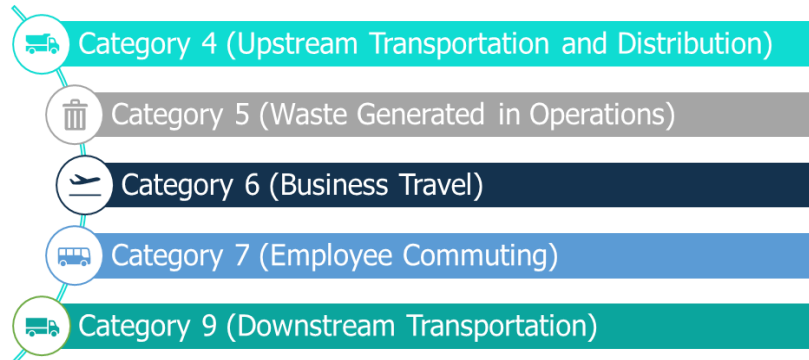 Category 4 (Upstream Transportation and Distribution)
Category 5 (Waste Generated in Operations)
Category 6 (Business Travel)
Category 7 (Employee Commuting)
Category 9 (Downstream Transportation)